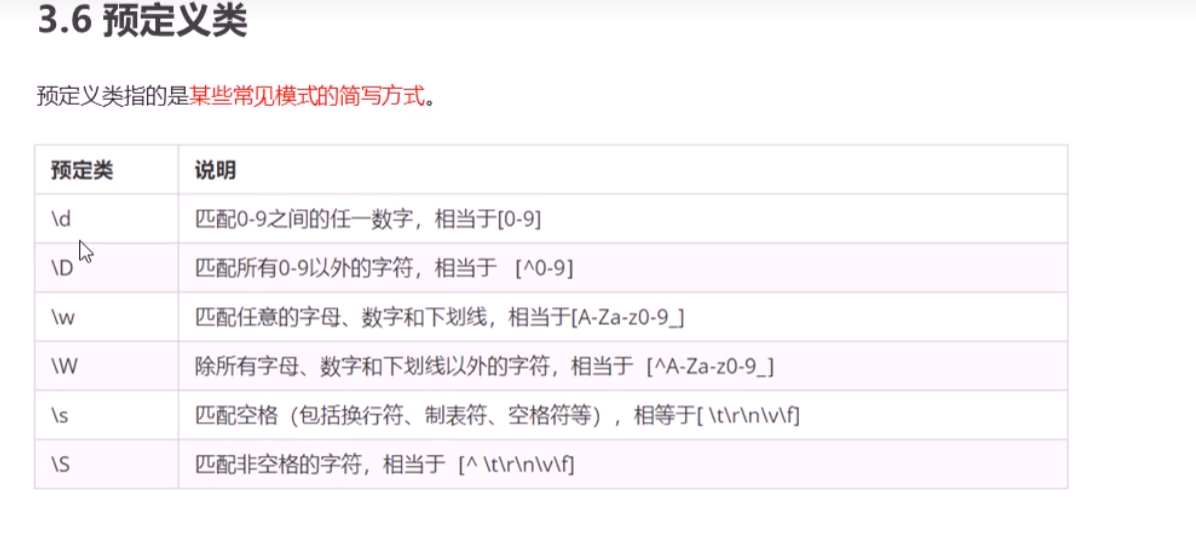 3.6 预定义类
预定义类指的是某些常见模式的简写方式。
预定类 说明
\d 匹配0-9之间的任一数字，相当于[0-9]
\D 匹配所有0-9以外的字符，相当于 [^0-9]
\w 匹配任意的字母、数字和下划线，相当于[A-Za-z0-9_]
\W 除所有字母、数字和下划线以外的字符，相当于 [^A-Za-z0-9_]
\s 匹配空格（包括换行符、制表符、空格符等），相等于[ \t\r\n\v\f]
\S 匹配非空格的字符，相当于 [^ \t\r\n\v\f]